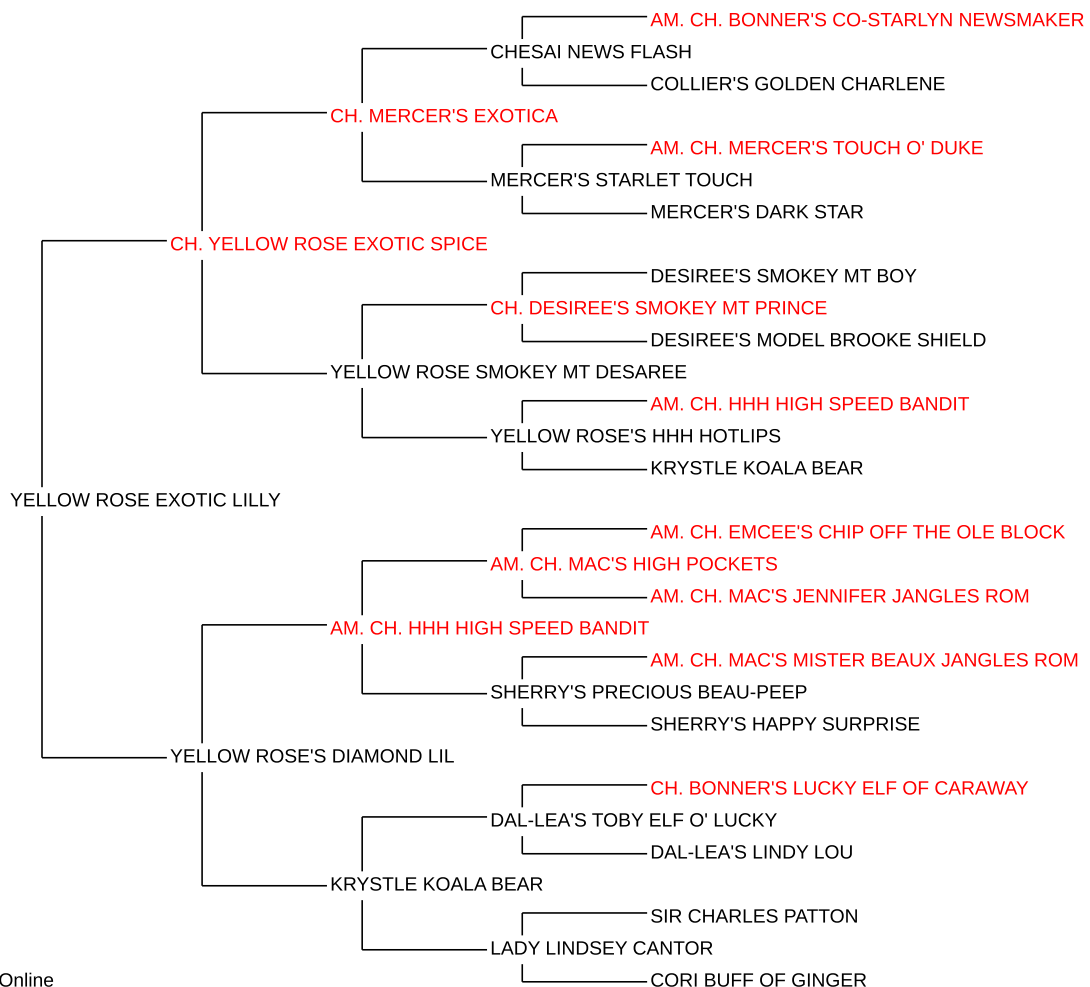 AM. CH. BONNER'S CO-STARLYN NEWSMAKER
CHESAI NEWS FLASH
COLLIER'S GOLDEN CHARLENE
CH. MERCER'S EXOTICA
AM. CH. MERCER'S TOUCH O' DUKE
MERCER'S STARLET TOUCH
MERCER'S DARK STAR
CH. YELLOW ROSE EXOTIC SPICE
DESIREE'S SMOKEY MT BOY
CH. DESIREE'S SMOKEY MT PRINCE
DESIREE'S MODEL BROOKE SHIELD
YELLOW ROSE SMOKEY MT DESAREE
AM. CH. HHH HIGH SPEED BANDIT
YELLOW ROSE'S HHH HOTLIPS
KRYSTLE KOALA BEAR
YELLOW ROSE EXOTIC LILLY
AM. CH. EMCEE'S CHIP OFF THE OLE BLOCK
AM. CH. MAC'S HIGH POCKETS
AM. CH. MAC'S JENNIFER JANGLES ROM
AM. CH. HHH HIGH SPEED BANDIT
AM. CH. MAC'S MISTER BEAUX JANGLES ROM
SHERRY'S PRECIOUS BEAU-PEEP
SHERRY'S HAPPY SURPRISE
YELLOW ROSE'S DIAMOND LIL
CH. BONNER'S LUCKY ELF OF CARAWAY
DAL-LEA'S TOBY ELF O' LUCKY
DAL-LEA'S LINDY LOU
KRYSTLE KOALA BEAR
SIR CHARLES PATTON
LADY LINDSEY CANTOR
CORI BUFF OF GINGER
Online